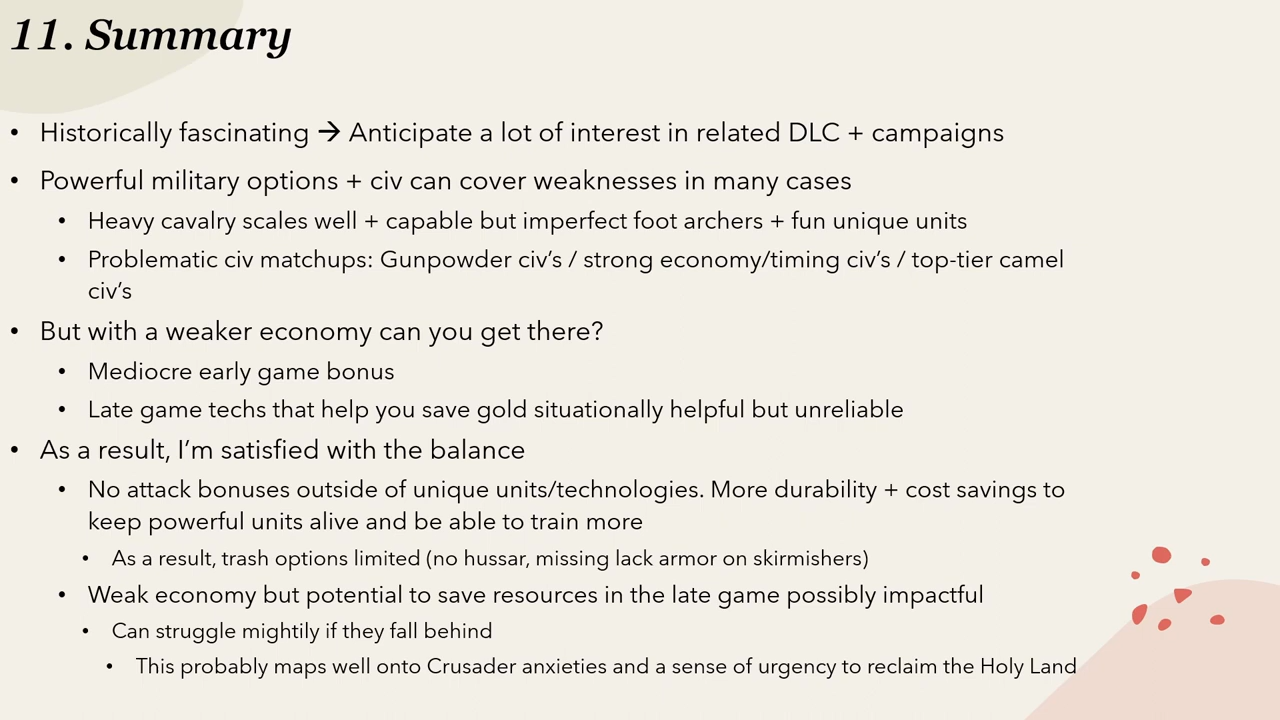 11. Summary
• Historically fascinating → Anticipate a lot of interest in related DLC + campaigns
• Powerful military options + civ can cover weaknesses in many cases
• Heavy cavalry scales well + capable but imperfect foot archers + fun unique units
• Problematic civ matchups: Gunpowder civ’s / strong economy/timing civ’s / top-tier camel
civ’s
• But with a weaker economy can you get there?
• Mediocre early game bonus
• Late game techs that help you save gold situationally helpful but unreliable
• As a result, I’m satisfied with the balance
• No attack bonuses outside of unique units/technologies. More durability + cost savings to
keep powerful units alive and be able to train more
• As a result, trash options limited (no hussar, missing lack armor on skirmishers)
• Weak economy but potential to save resources in the late game possibly impactful
• Can struggle mightily if they fall behind
• This probably maps well onto Crusader anxieties and a sense of urgency to reclaim the Holy Land